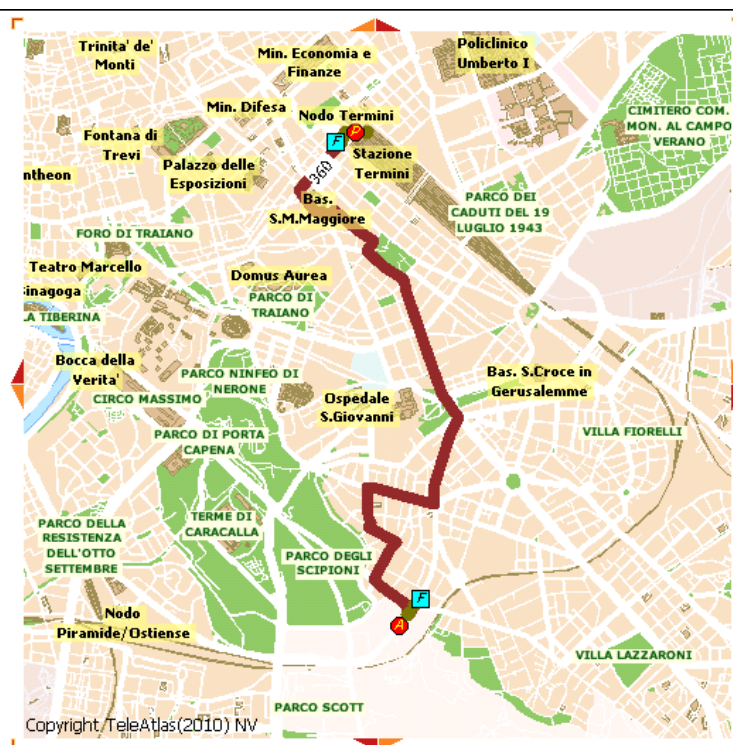 Trinita' de'
Monti
Min. Economia e
Finanze
Policlinico
Umberto I
Min. Difesa
Nodo Termini
CIMITERO COM.
MON. AL CAMPO
VERANO
Fontana di
Trevi
P
F
Palazzo delle
Esposizioni
Stazione
Termini
360
ntheon
Bas.
S.M.Maggiore
PARCO DEI
CADUTI DEL 19
LUGLIO 1943
FORO DI TRAIANO
Teatro Marcello
Domus Aurea
inagoga
PARCO DI
TRAIANO
LA TIBERINA
Bocca della
Verita'
PARCO NINFEO DI
NERONE
Bas. S.Croce in
Gerusalemme
CIRCO MASSIMO
Ospedale
S.Giovanni
PARCO DI PORTA
CAPENA
VILLA FIORELLI
PARCO DELLA
RESISTENZA
DELL'OTTO
SETTEMBRE
TERME DI
CARACALLA
PARCO DEGLI
SCIPIONI
F
A
Nodo
Piramide/Ostiense
VILLA LAZZARONI
PARCO SCOTT
Copyright TeleAtlas(2010) NV